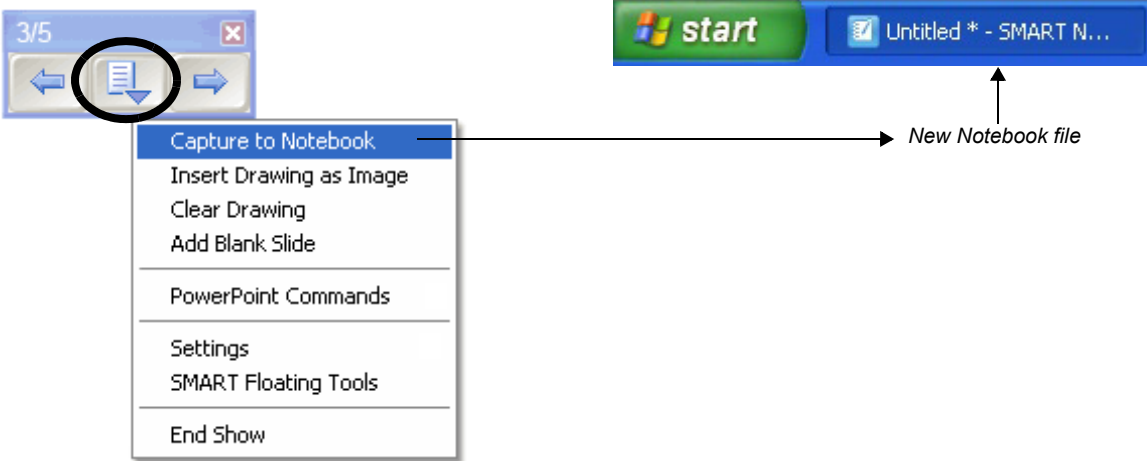 3/5
start
Untitled * - SMART N...
New Notebook file
Capture to Notebook
Insert Drawing as Image
Clear Drawing
Add Blank Slide
PowerPoint Commands
Settings
SMART Floating Tools
End Show